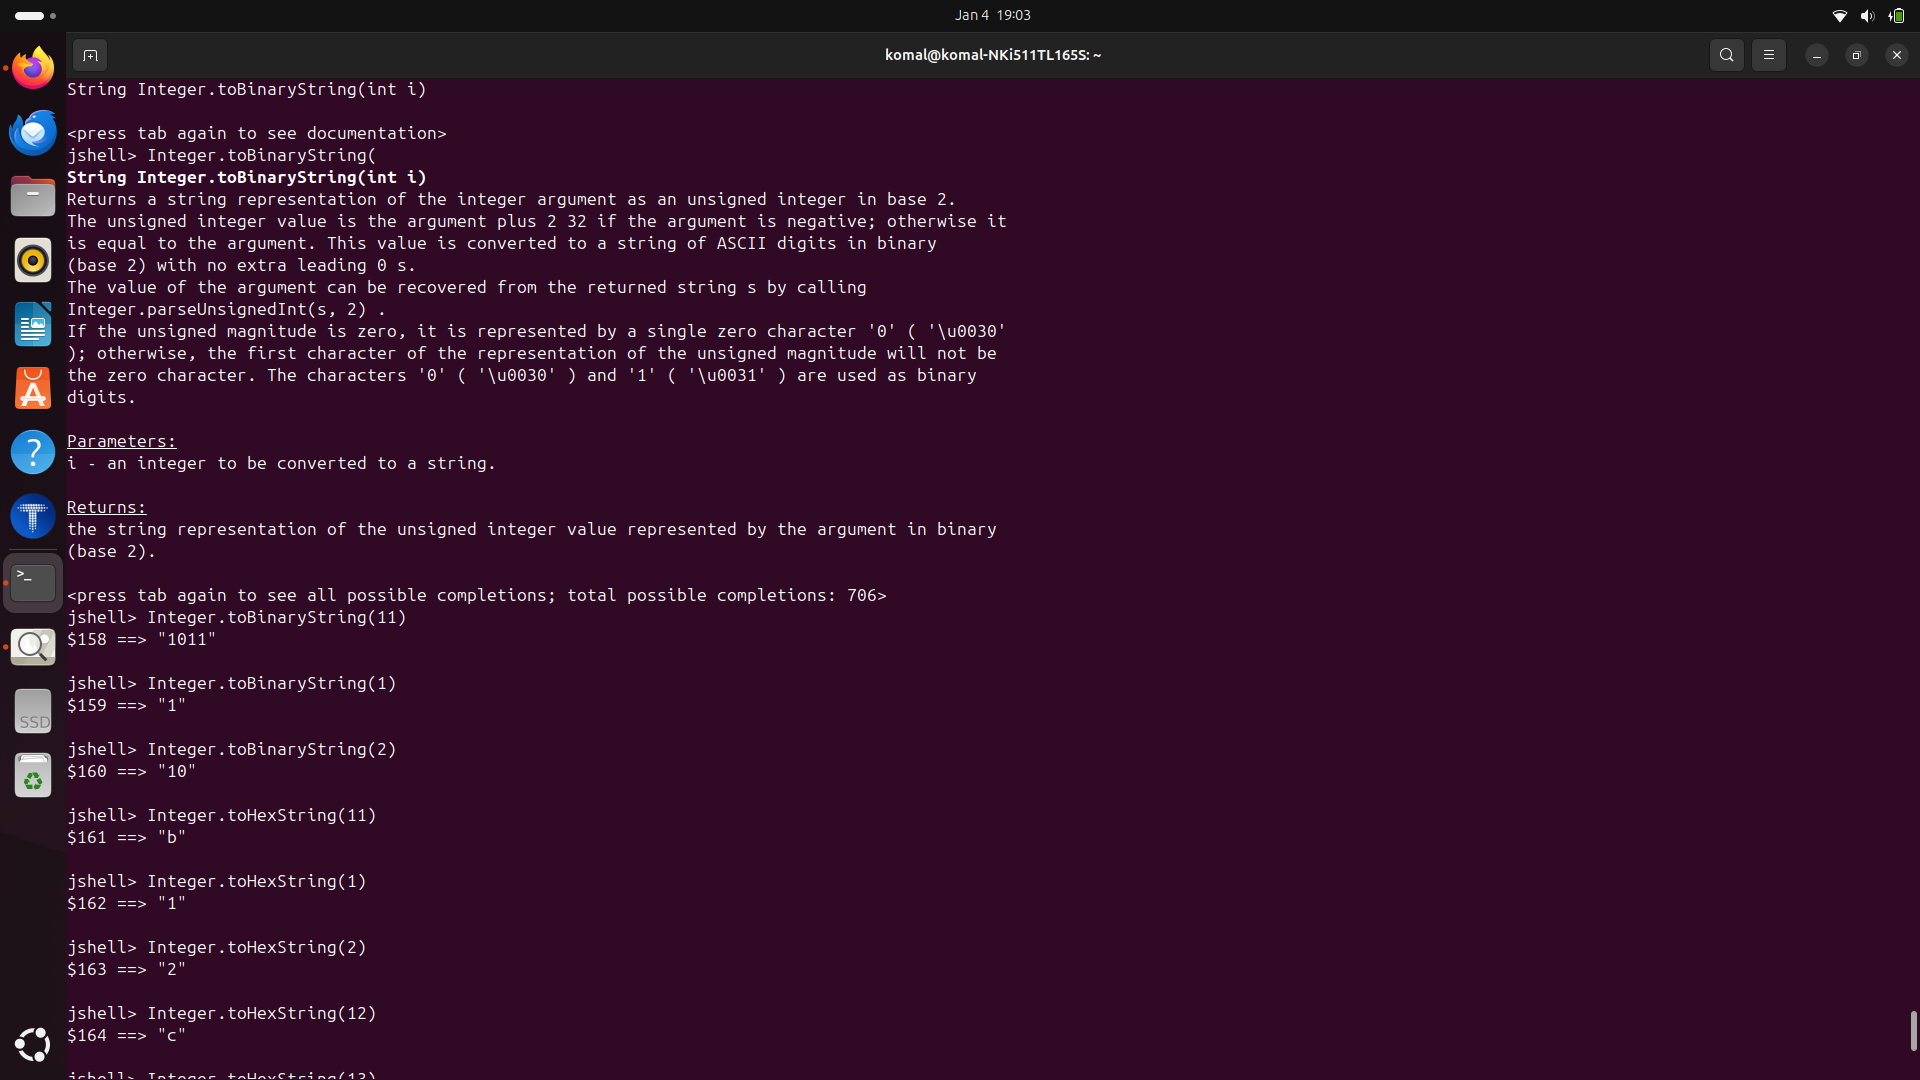 Jan 4 19:03
komal@komal-NKi511TL165S: ~
String Integer.toBinaryString(int i)
<press tab again to see documentation>
jshell> Integer.toBinaryString(
String Integer.toBinaryString(int i)
Returns a string representation of the integer argument as an unsigned integer in base 2.
The unsigned integer value is the argument plus 2 32 if the argument is negative; otherwise it
is equal to the argument. This value is converted to a string of ASCII digits in binary
(base 2) with no extra leading 0 s.
The value of the argument can be recovered from the returned string s by calling
Integer.parseUnsignedInt(s, 2) .
If the unsigned magnitude is zero, it is represented by a single zero character '0' ( '\u0030'
); otherwise, the first character of the representation of the unsigned magnitude will not be
the zero character. The characters '0' ( '\u0030' ) and '1' ( '\u0031' ) are used as binary
digits.
Parameters:
i - an integer to be converted to a string.
Returns:
the string representation of the unsigned integer value represented by the argument in binary
(base 2).
<press tab again to see all possible completions; total possible completions: 706>
jshell> Integer.toBinaryString(11)
$158 ==> "1011"
jshell> Integer.toBinaryString(1)
$159 ==> "1"
jshell> Integer.toBinaryString(2)
$160 ==> "10"
jshell> Integer.toHexString(11)
$161 ==> "b"
jshell> Integer.toHexString(1)
$162 ==> "1"
jshell> Integer.toHexString(2)
$163 ==> "2"
jshell> Integer.toHexString(12)
$164 ==> "c"
jshell> Integer.toHexString(13)
SSD